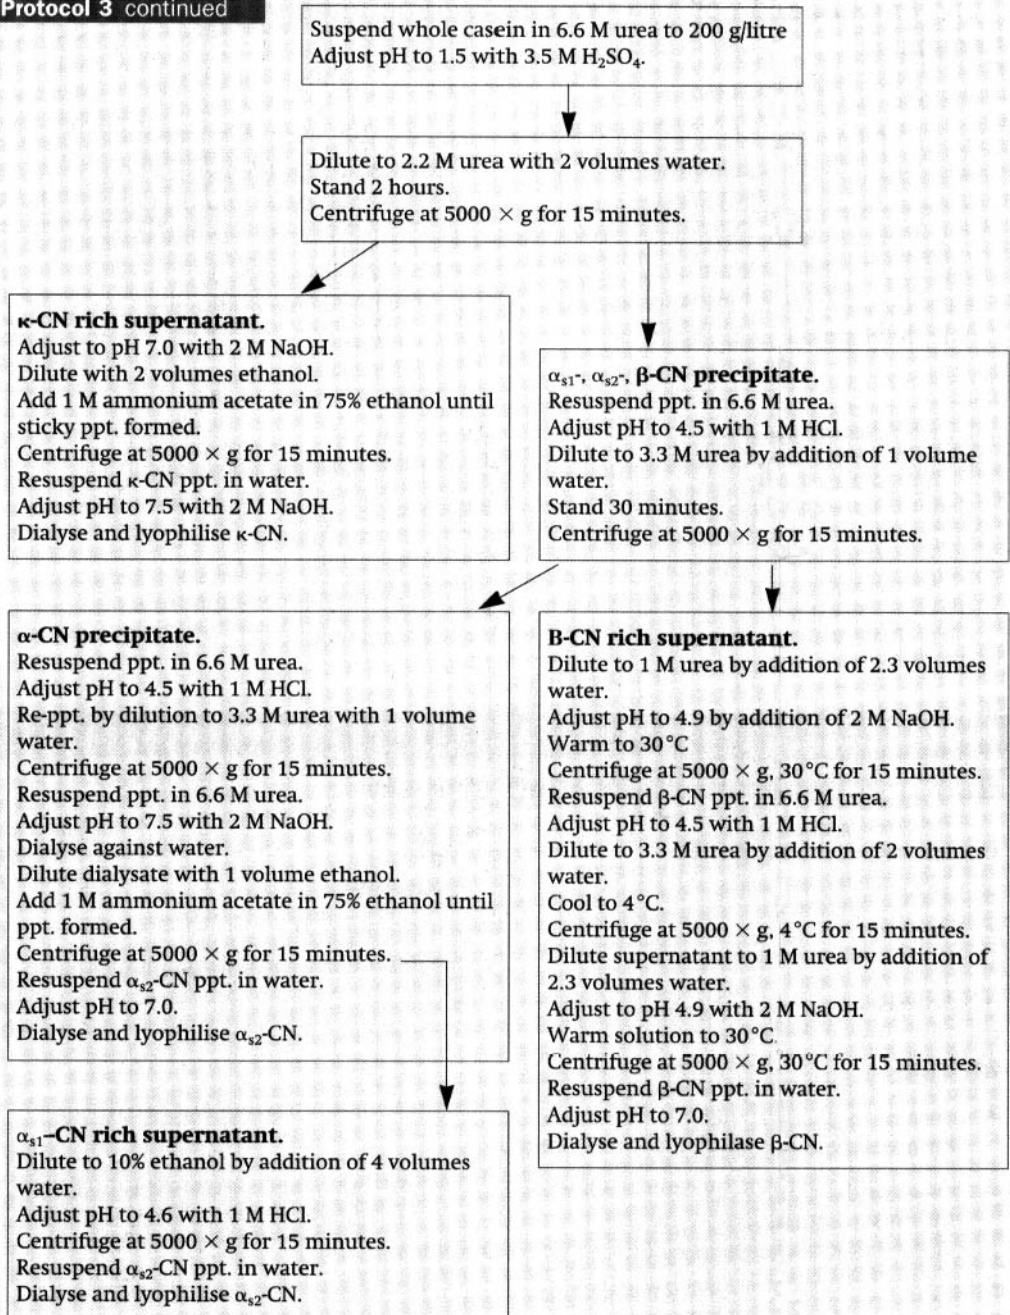 Protocol 3 continued
Suspend whole casein in 6.6 M urea to 200 g/litre
Adjust pH to 1.5 with 3.5 M H₂SO₄.
Dilute to 2.2 M urea with 2 volumes water.
Stand 2 hours.
Centrifuge at 5000 × g for 15 minutes.
κ-CN rich supernatant.
Adjust to pH 7.0 with 2 M NaOH.
Dilute with 2 volumes ethanol.
Add 1 M ammonium acetate in 75% ethanol until
sticky ppt. formed.
Centrifuge at 5000 × g for 15 minutes.
Resuspend κ-CN ppt. in water.
Adjust pH to 7.5 with 2 M NaOH.
Dialyse and lyophilise κ-CN.
αs1-, αs2-, β-CN precipitate.
Resuspend ppt. in 6.6 M urea.
Adjust pH to 4.5 with 1 M HCl.
Dilute to 3.3 M urea by addition of 1 volume
water.
Stand 30 minutes.
Centrifuge at 5000 × g for 15 minutes.
α-CN precipitate.
Resuspend ppt. in 6.6 M urea.
Adjust pH to 4.5 with 1 M HCl.
Re-ppt. by dilution to 3.3 M urea with 1 volume
water.
Centrifuge at 5000 × g for 15 minutes.
Resuspend ppt. in 6.6 M urea.
Adjust pH to 7.5 with 2 M NaOH.
Dialyse against water.
Dilute dialysate with 1 volume ethanol.
Add 1 M ammonium acetate in 75% ethanol until
ppt. formed.
Centrifuge at 5000 × g for 15 minutes.
Resuspend αs2-CN ppt. in water.
Adjust pH to 7.0.
Dialyse and lyophilise αs2-CN.
B-CN rich supernatant.
Dilute to 1 M urea by addition of 2.3 volumes
water.
Adjust pH to 4.9 by addition of 2 M NaOH.
Warm to 30°C
Centrifuge at 5000 × g, 30°C for 15 minutes.
Resuspend β-CN ppt. in 6.6 M urea.
Adjust pH to 4.5 with 1 M HCl.
Dilute to 3.3 M urea by addition of 2 volumes
water.
Cool to 4°C.
Centrifuge at 5000 × g, 4°C for 15 minutes.
Dilute supernatant to 1 M urea by addition of
2.3 volumes water.
Adjust to pH 4.9 with 2 M NaOH.
Warm solution to 30°C.
Centrifuge at 5000 × g, 30°C for 15 minutes.
Resuspend β-CN ppt. in water.
Adjust pH to 7.0.
Dialyse and lyophilase β-CN.
αs1–CN rich supernatant.
Dilute to 10% ethanol by addition of 4 volumes
water.
Adjust pH to 4.6 with 1 M HCl.
Centrifuge at 5000 × g for 15 minutes.
Resuspend αs2-CN ppt. in water.
Dialyse and lyophilise αs2-CN.